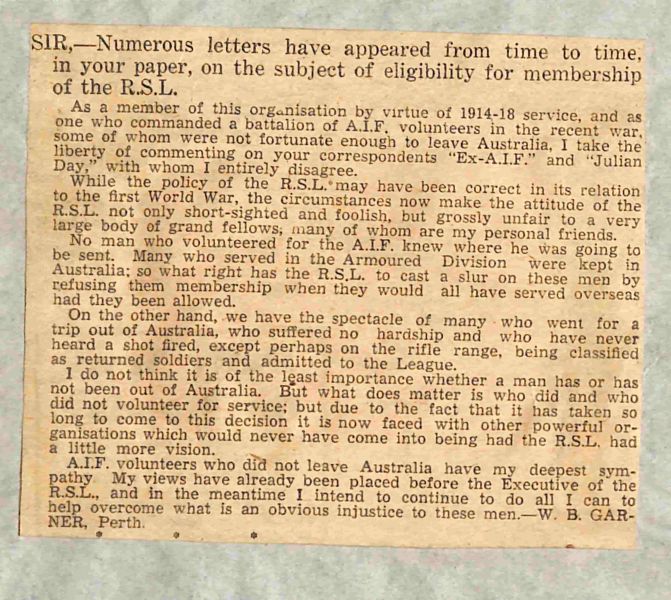 SIR,—Numerous letters have appeared from time to time,
in your paper, on the subject of eligibility for membership
of the R.S.L.
As a member of this organisation by virtue of 1914-18 service, and as
one who commanded a battalion of A.I.F. volunteers in the recent war,
some of whom were not fortunate enough to leave Australia, I take the
liberty of commenting on your correspondents "Ex-A.I.F." and "Julian
Day," with whom I entirely disagree.
While the policy of the R.S.L. may have been correct in its relation
to the first World War, the circumstances now make the attitude of the
R.S.L. not only short-sighted and foolish, but grossly unfair to a very
large body of grand fellows, many of whom are my personal friends.
No man who volunteered for the A.I.F. knew where he was going to
be sent. Many who served in the Armoured Division were kept in
Australia; so what right has the R.S.L. to cast a slur on these men by
refusing them membership when they would all have served overseas
had they been allowed.
On the other hand, we have the spectacle of many who went for a
trip out of Australia, who suffered no hardship and who have never
heard a shot fired, except perhaps on the rifle range, being classified
as returned soldiers and admitted to the League.
I do not think it is of the least importance whether a man has or has
not been out of Australia. But what does matter is who did and who
did not volunteer for service; but due to the fact that it has taken so
long to come to this decision it is now faced with other powerful or-
ganisations which would never have come into being had the R.S.L. had
a little more vision.
A.I.F. volunteers who did not leave Australia have my deepest sym-
pathy. My views have already been placed before the Executive of the
R.S.L., and in the meantime I intend to continue to do all I can to
help overcome what is an obvious injustice to these men.—W. B. GAR-
NER, Perth.
* * *